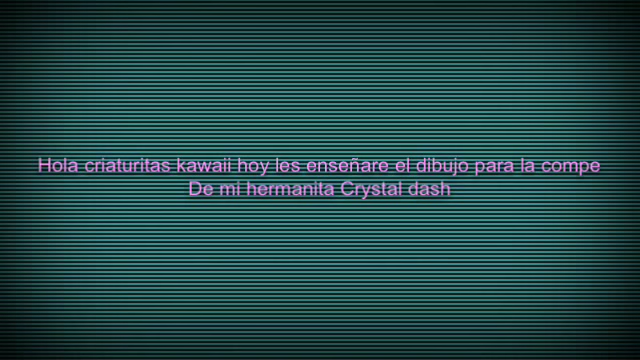 Hola criaturitas kawaii hoy les enseñare el dibujo para la compe
De mi hermanita Crystal dash